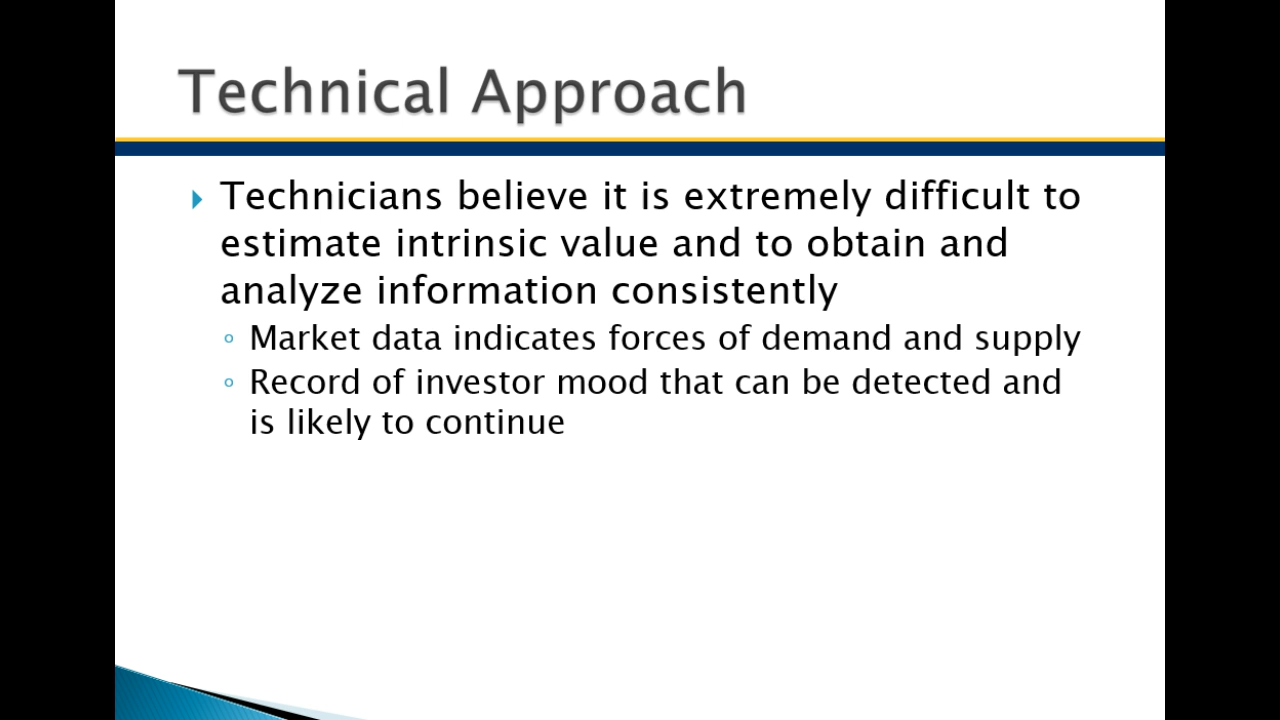 Technical Approach
Technicians believe it is extremely difficult to
estimate intrinsic value and to obtain and
analyze information consistently
Market data indicates forces of demand and supply
Record of investor mood that can be detected and
is likely to continue